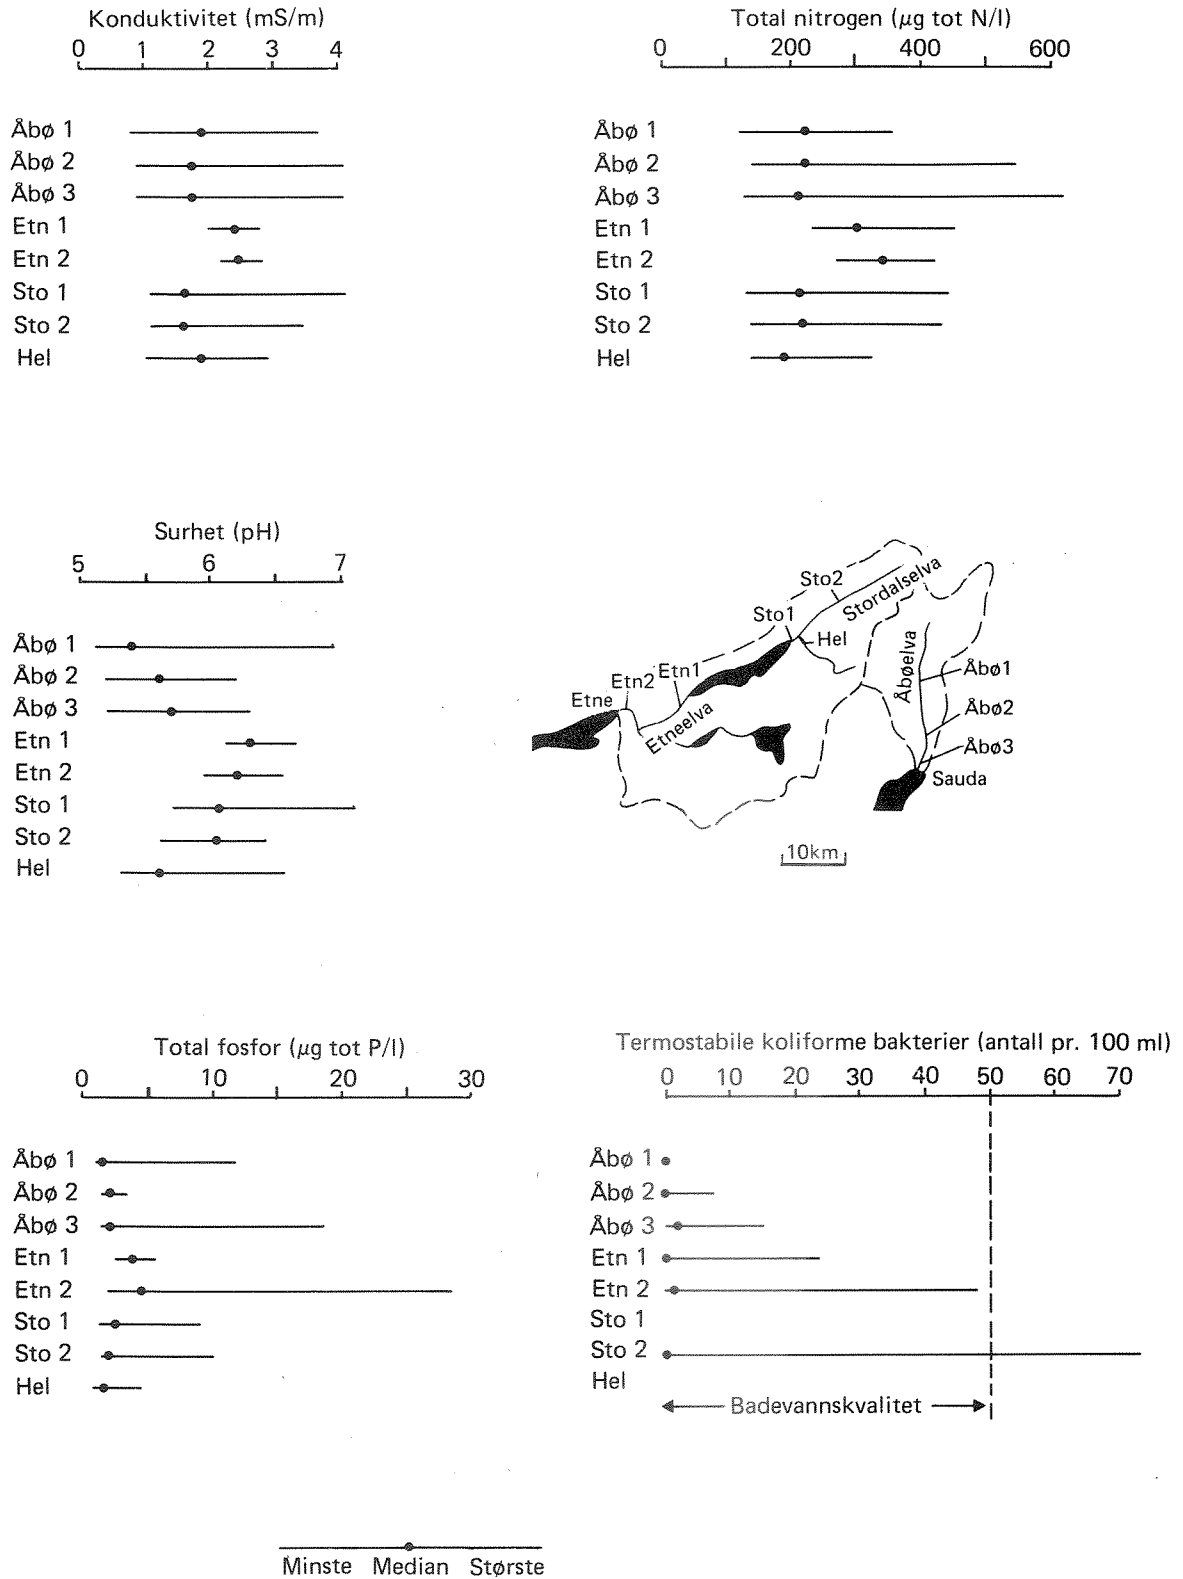 Konduktivitet (mS/m)
0 1 2 3 4
Åbø 1
Åbø 2
Åbø 3
Etn 1
Etn 2
Sto 1
Sto 2
Hel
Total nitrogen (µg tot N/l)
0 200 400 600
Åbø 1
Åbø 2
Åbø 3
Etn 1
Etn 2
Sto 1
Sto 2
Hel
Surhet (pH)
5 6 7
Åbø 1
Åbø 2
Åbø 3
Etn 1
Etn 2
Sto 1
Sto 2
Hel
Sto2
Stordalselva
Sto1
Hel
Åbøelva
Åbø1
Etn1
Etn2
Etne
Etneelva
Åbø2
Åbø3
Sauda
10km
Total fosfor (µg tot P/l)
0 10 20 30
Åbø 1
Åbø 2
Åbø 3
Etn 1
Etn 2
Sto 1
Sto 2
Hel
Termostabile koliforme bakterier (antall pr. 100 ml)
0 10 20 30 40 50 60 70
Åbø 1
Åbø 2
Åbø 3
Etn 1
Etn 2
Sto 1
Sto 2
Hel
Badevannskvalitet
Minste Median Største